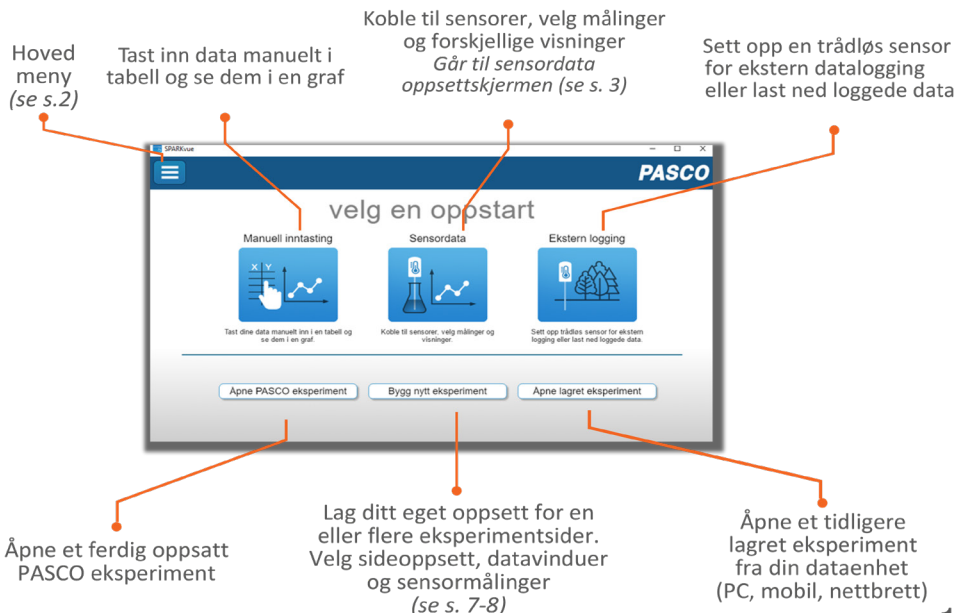 Hoved
meny
(se s.2)
Tast inn data manuelt i
tabell og se dem i en graf
Koble til sensorer, velg målinger
og forskjellige visninger
Går til sensordata
oppsettskjermen (se s. 3)
Sett opp en trådløs sensor
for ekstern datalogging
eller last ned loggede data
SPARKvue
PASCO
velg en oppstart
Manuell inntasting
Sensordata
Ekstern logging
X Y
Tast dine data manuelt inn i en tabell og
se dem i en graf.
Koble til sensorer, velg målinger og
visninger.
Sett opp trådløs sensor for ekstern
logging eller last ned loggede data.
Åpne PASCO eksperiment
Bygg nytt eksperiment
Åpne lagret eksperiment
Åpne et ferdig oppsatt
PASCO eksperiment
Lag ditt eget oppsett for en
eller flere eksperimentsider.
Velg sideoppsett, datavinduer
og sensormålinger
(se s. 7-8)
Åpne et tidligere
lagret eksperiment
fra din dataenhet
(PC, mobil, nettbrett)